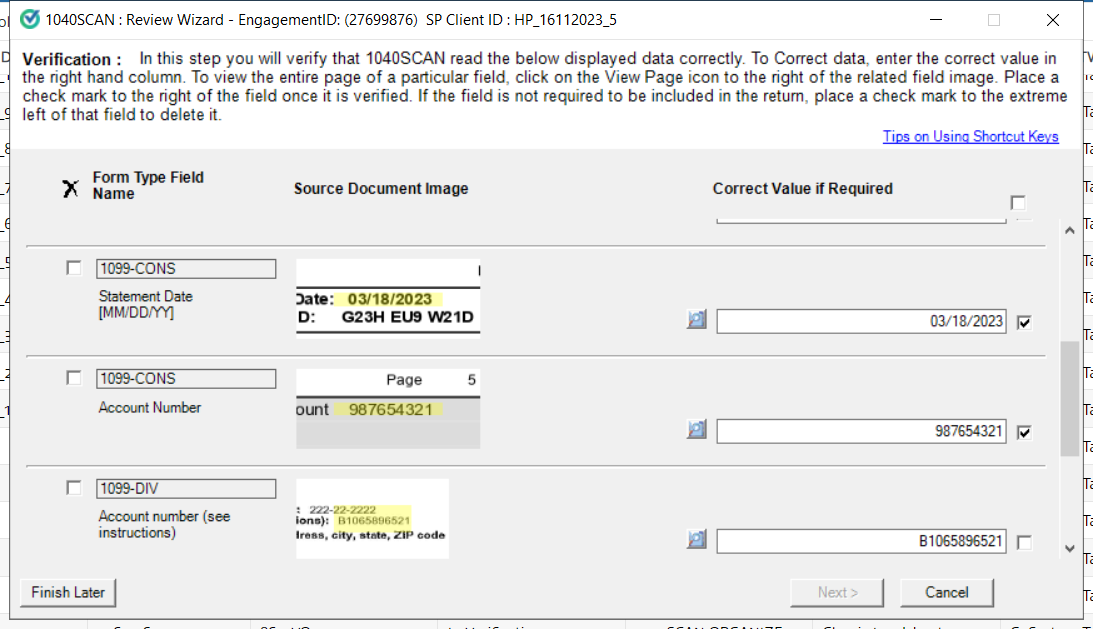 1040SCAN : Review Wizard - EngagementID: (27699876) SP Client ID : HP_16112023_5
Verification : In this step you will verify that 1040SCAN read the below displayed data correctly. To Correct data, enter the correct value in
the right hand column. To view the entire page of a particular field, click on the View Page icon to the right of the related field image. Place a
check mark to the right of the field once it is verified. If the field is not required to be included in the return, place a check mark to the extreme
left of that field to delete it.
Tips on Using Shortcut Keys
X Form Type Field
Name
Source Document Image
Correct Value if Required
1099-CONS
Statement Date
[MM/DD/YY]
Date: 03/18/2023
D: G23H EU9 W21D
03/18/2023
1099-CONS
Account Number
Page 5
ount 987654321
987654321
1099-DIV
Account number (see
instructions)
: 222-22-2222
ions): B1065896521
dress, city, state, ZIP code
B1065896521
Finish Later
Next >
Cancel